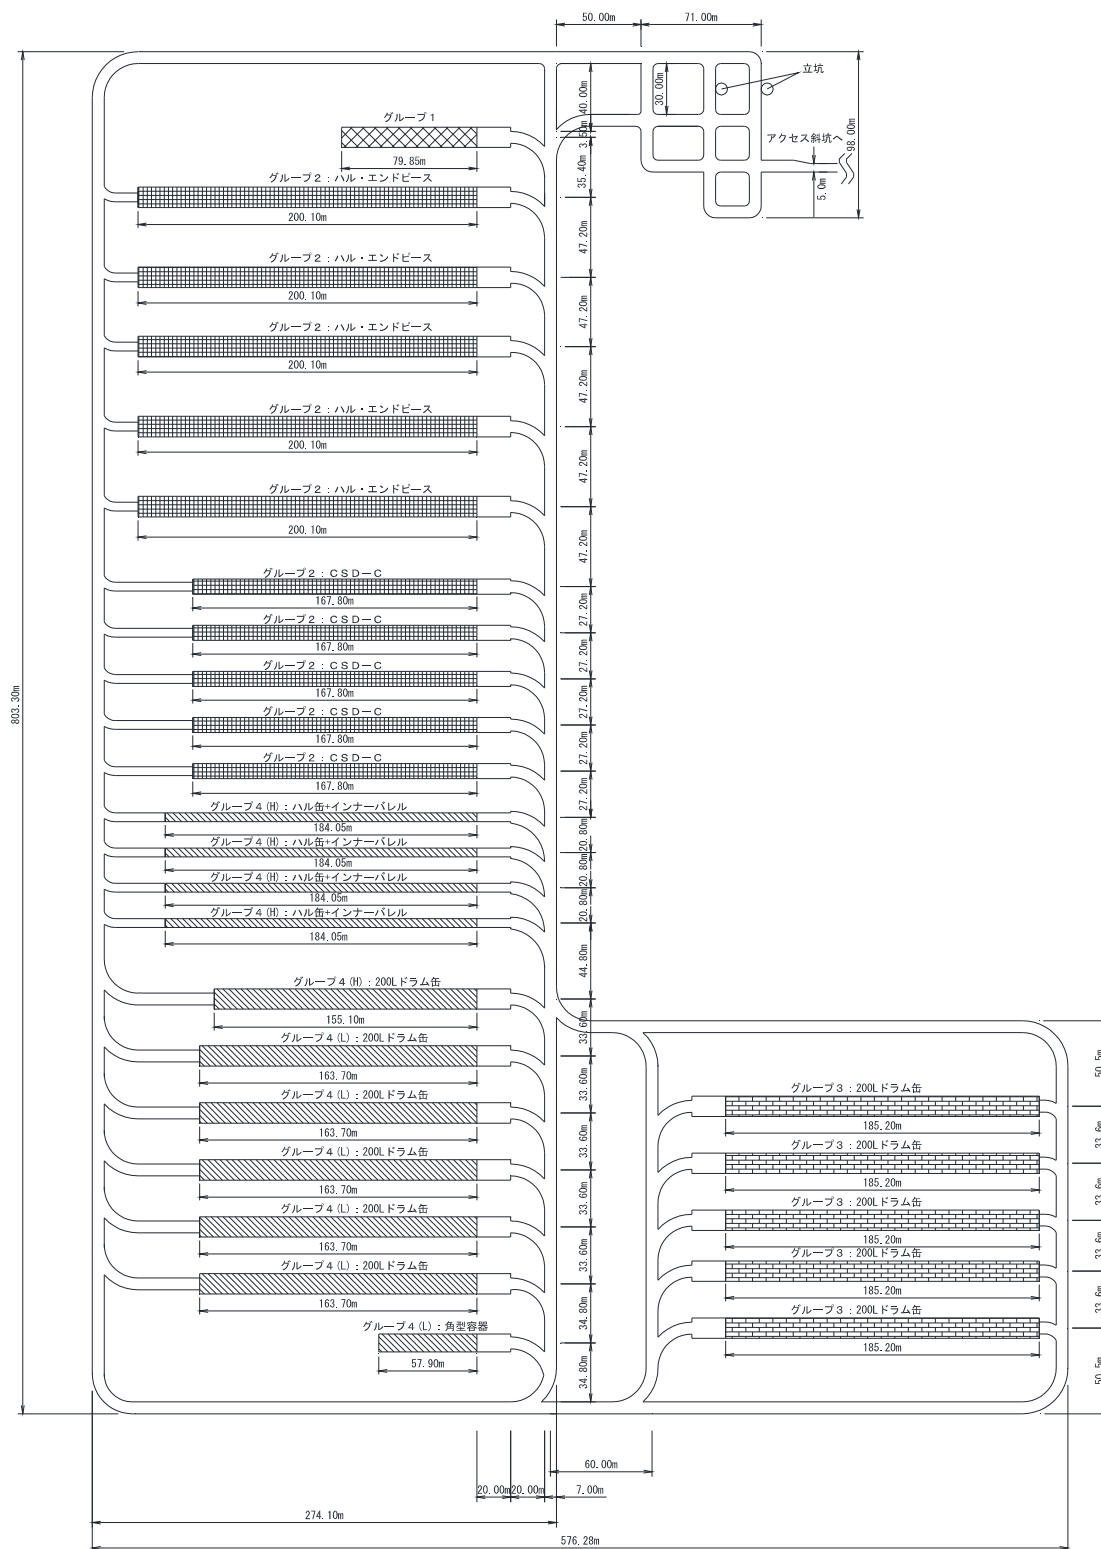 50.00m
71.00m
立坑
30.00m
40.00m
3.50m
アクセス斜坑へ
98.00m
5.0m
グループ1
79.85m
35.40m
グループ2：ハル・エンドピース
200.10m
47.20m
グループ2：ハル・エンドピース
200.10m
47.20m
グループ2：ハル・エンドピース
200.10m
47.20m
グループ2：ハル・エンドピース
200.10m
47.20m
グループ2：ハル・エンドピース
200.10m
47.20m
グループ2：CSD－C
167.80m
27.20m
グループ2：CSD－C
167.80m
27.20m
グループ2：CSD－C
167.80m
27.20m
グループ2：CSD－C
167.80m
27.20m
グループ2：CSD－C
167.80m
27.20m
803.30m
グループ4(H)：ハル缶+インナーバレル
184.05m
20.80m
グループ4(H)：ハル缶+インナーバレル
184.05m
20.80m
グループ4(H)：ハル缶+インナーバレル
184.05m
20.80m
グループ4(H)：ハル缶+インナーバレル
184.05m
44.80m
グループ4(H)：200Lドラム缶
155.10m
33.60m
グループ4(L)：200Lドラム缶
163.70m
33.60m
グループ4(L)：200Lドラム缶
163.70m
33.60m
グループ4(L)：200Lドラム缶
163.70m
33.60m
グループ4(L)：200Lドラム缶
163.70m
33.60m
グループ4(L)：200Lドラム缶
163.70m
34.80m
グループ4(L)：角型容器
57.90m
34.80m
50.5m
グループ3：200Lドラム缶
185.20m
33.6m
グループ3：200Lドラム缶
185.20m
33.6m
グループ3：200Lドラム缶
185.20m
33.6m
グループ3：200Lドラム缶
185.20m
33.6m
グループ3：200Lドラム缶
185.20m
50.5m
60.00m
20.00m
20.00m
7.00m
274.10m
576.28m